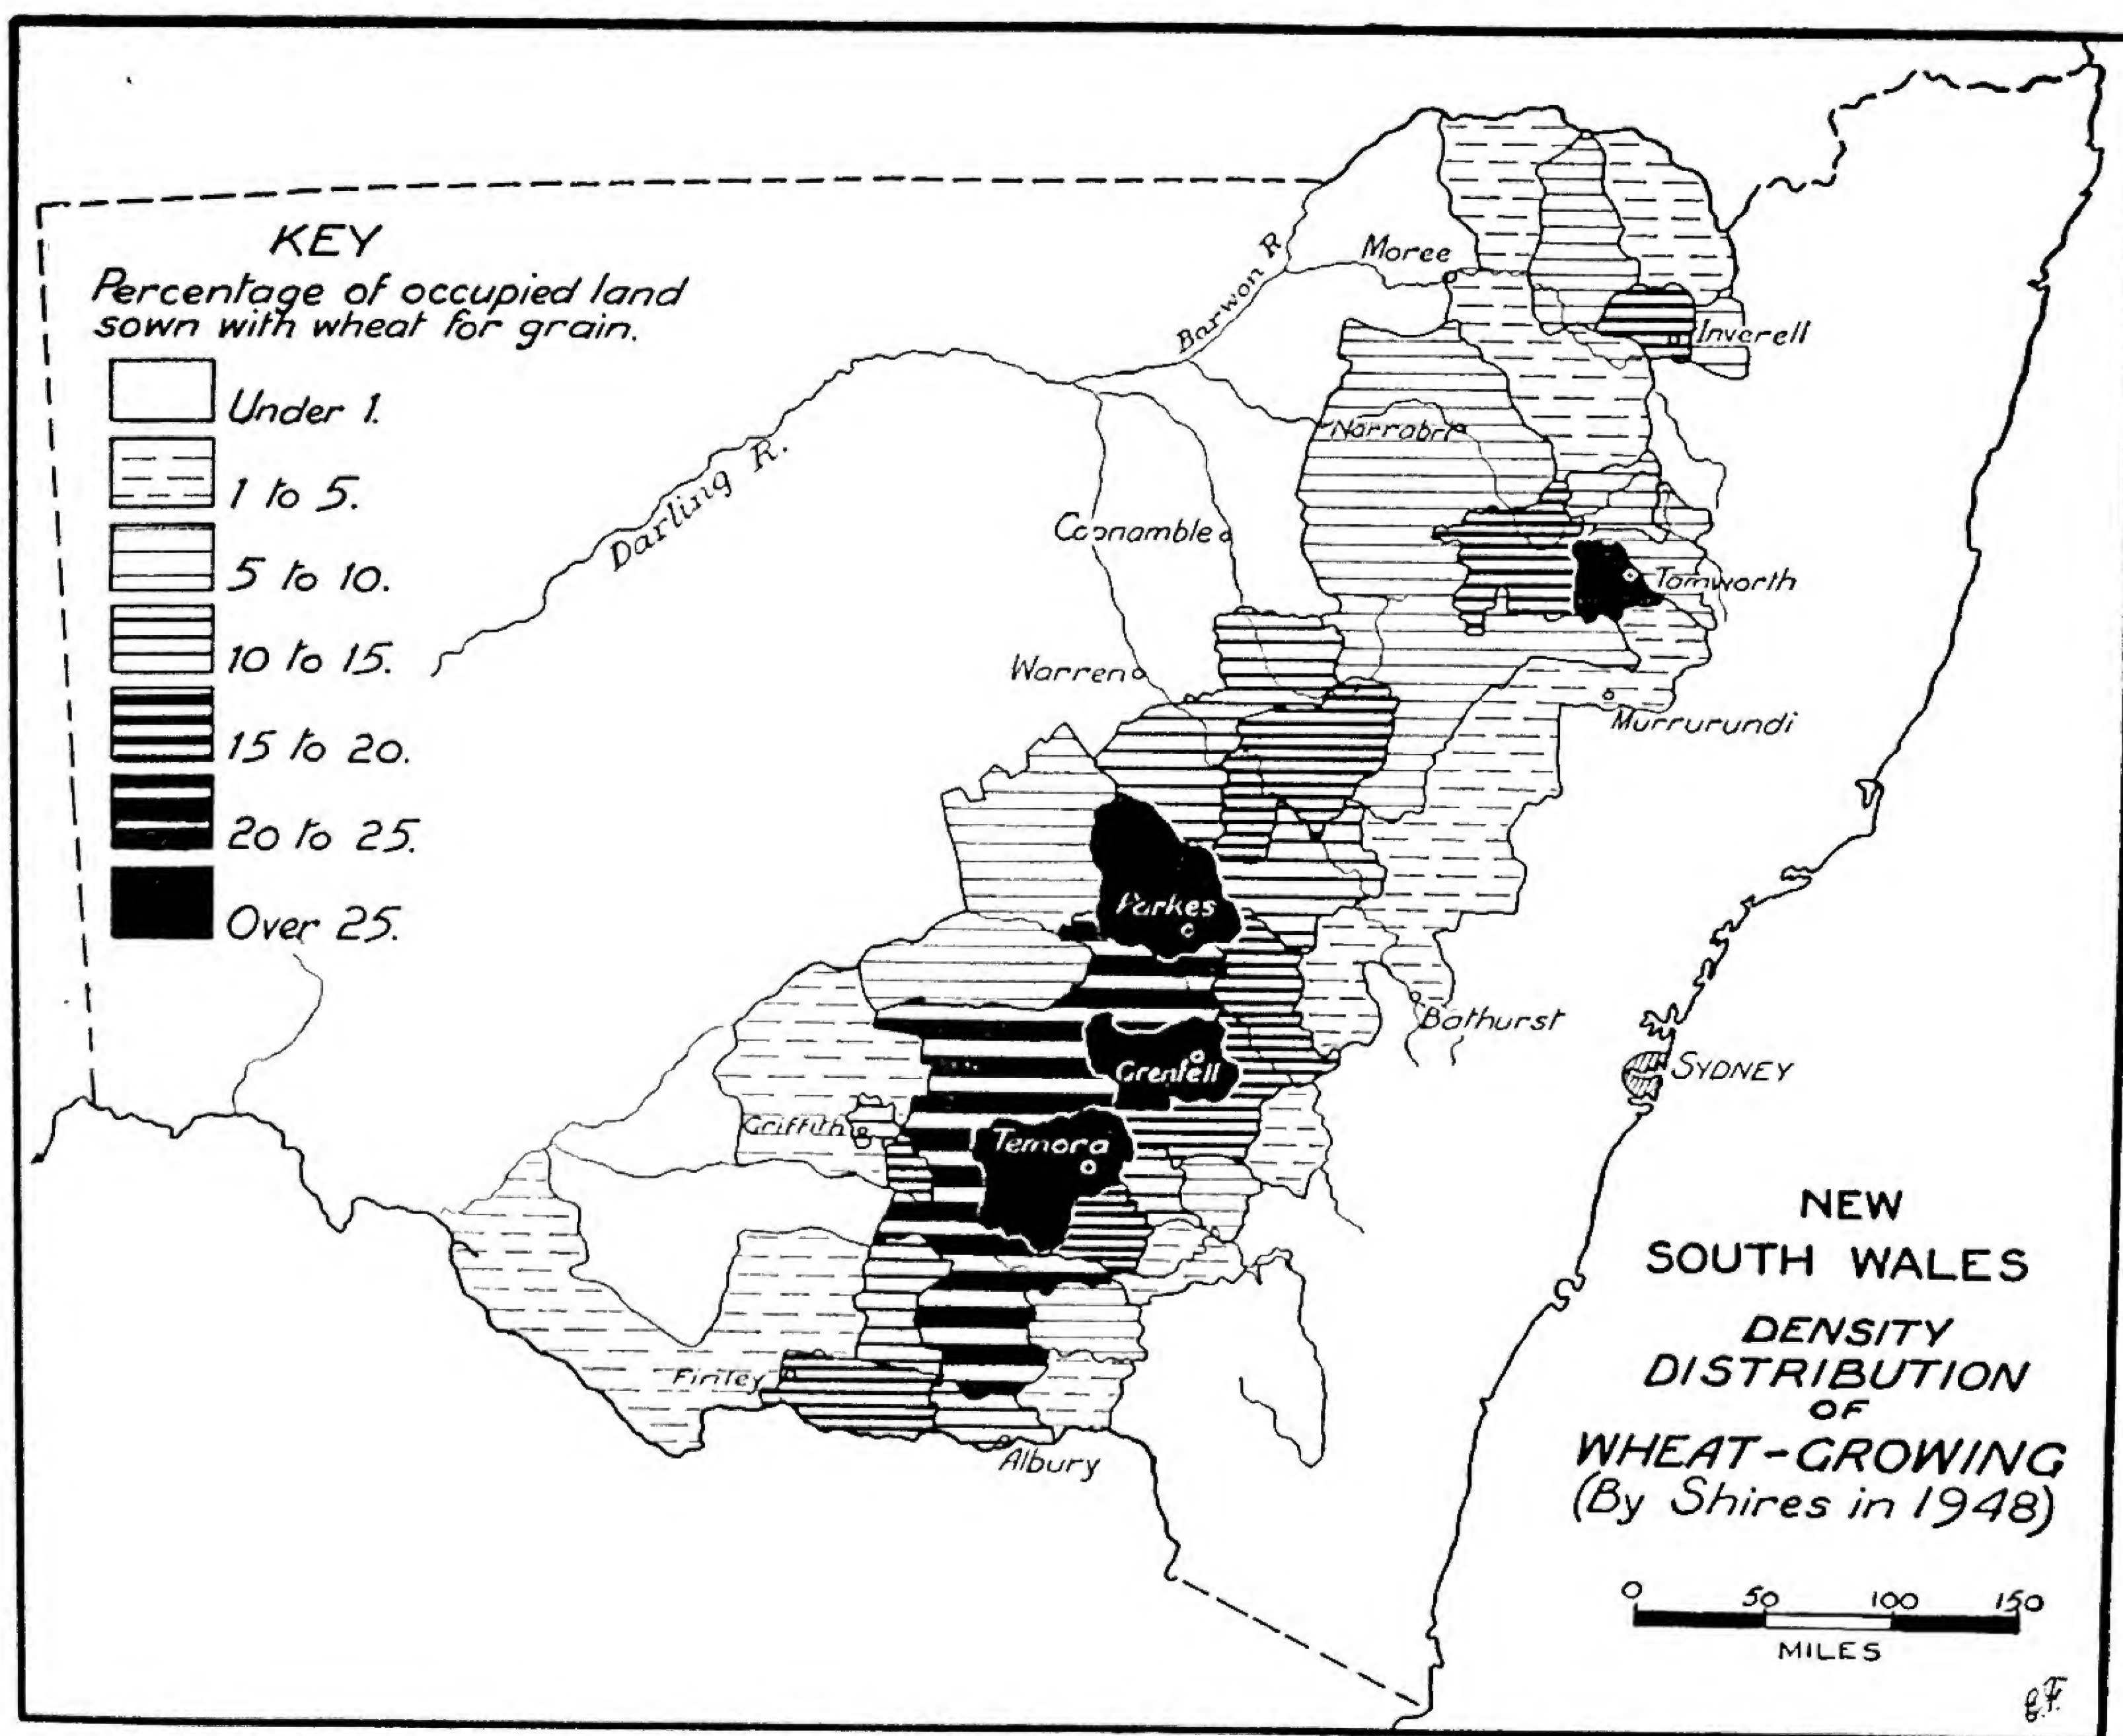 KEY
Percentage of occupied land
sown with wheat for grain.
Under 1.
1 to 5.
5 to 10.
10 to 15.
15 to 20.
20 to 25.
Over 25.
Darling R.
Barwon R
Moree
Inverell
Narrabri
Coonamble
Tamworth
Warren
Murrurundi
Parkes
Bathurst
Grenfell
SYDNEY
Griffith
Temora
Finley
Albury
NEW
SOUTH WALES
DENSITY
DISTRIBUTION
OF
WHEAT-GROWING
(By Shires in 1948)
0 50 100 150
MILES